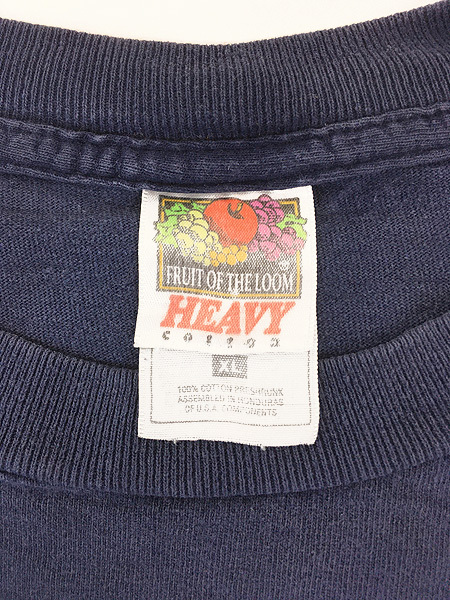 FRUIT OF THE LOOM
HEAVY
cotton
XL
100% COTTON PRESHRUNK
ASSEMBLED IN HONDURAS
OF U.S.A. COMPONENTS